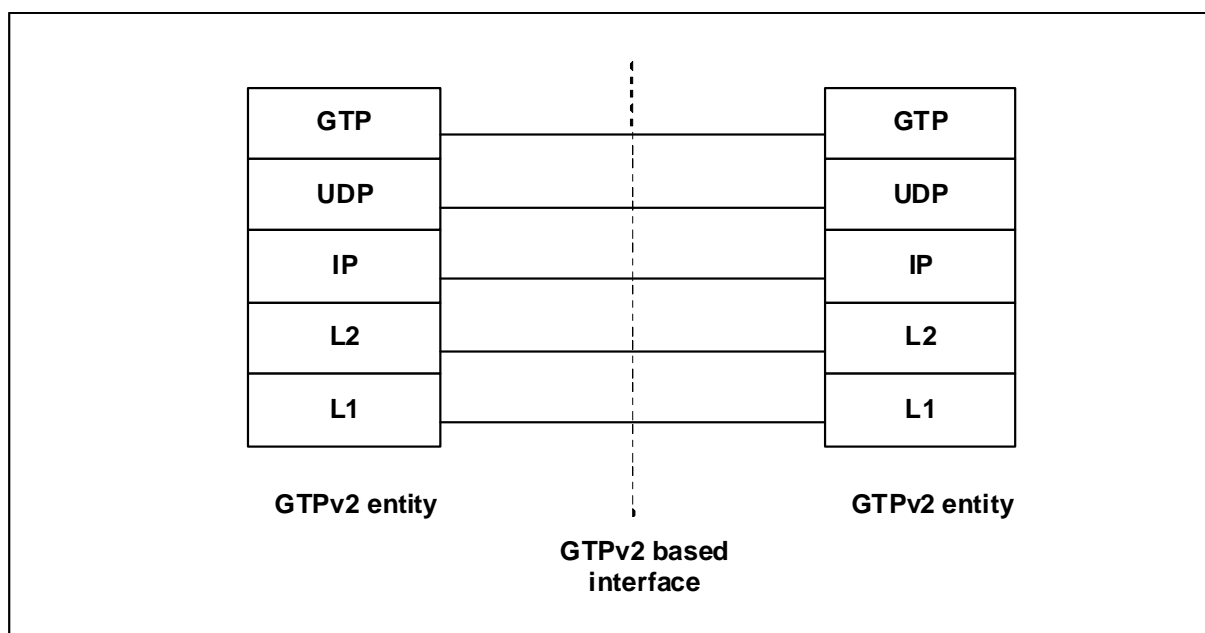 GTP
GTP
UDP
UDP
IP
IP
L2
L2
L1
L1
GTPv2 entity
GTPv2 entity
GTPv2 based
interface